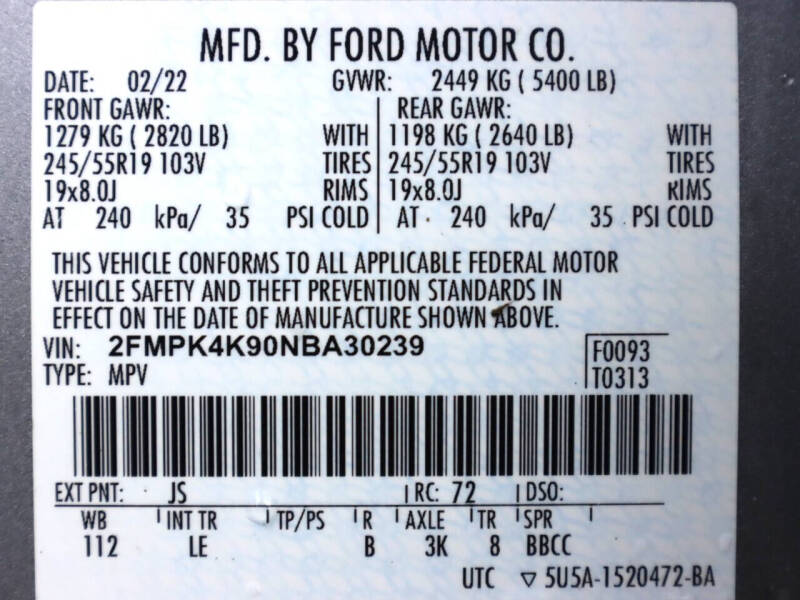 MFD. BY FORD MOTOR CO.
DATE: 02/22 GVWR: 2449 KG ( 5400 LB)
FRONT GAWR: REAR GAWR:
1279 KG ( 2820 LB) WITH 1198 KG ( 2640 LB) WITH
245/55R19 103V TIRES 245/55R19 103V TIRES
19x8.0J RIMS 19x8.0J RIMS
AT 240 kPa/ 35 PSI COLD AT 240 kPa/ 35 PSI COLD
THIS VEHICLE CONFORMS TO ALL APPLICABLE FEDERAL MOTOR
VEHICLE SAFETY AND THEFT PREVENTION STANDARDS IN
EFFECT ON THE DATE OF MANUFACTURE SHOWN ABOVE.
VIN: 2FMPK4K90NBA30239 F0093
TYPE: MPV T0313
EXT PNT: JS RC: 72 DSO:
WB INT TR TP/PS R AXLE TR SPR
112 LE B 3K 8 BBCC
UTC ▽ 5U5A-1520472-BA